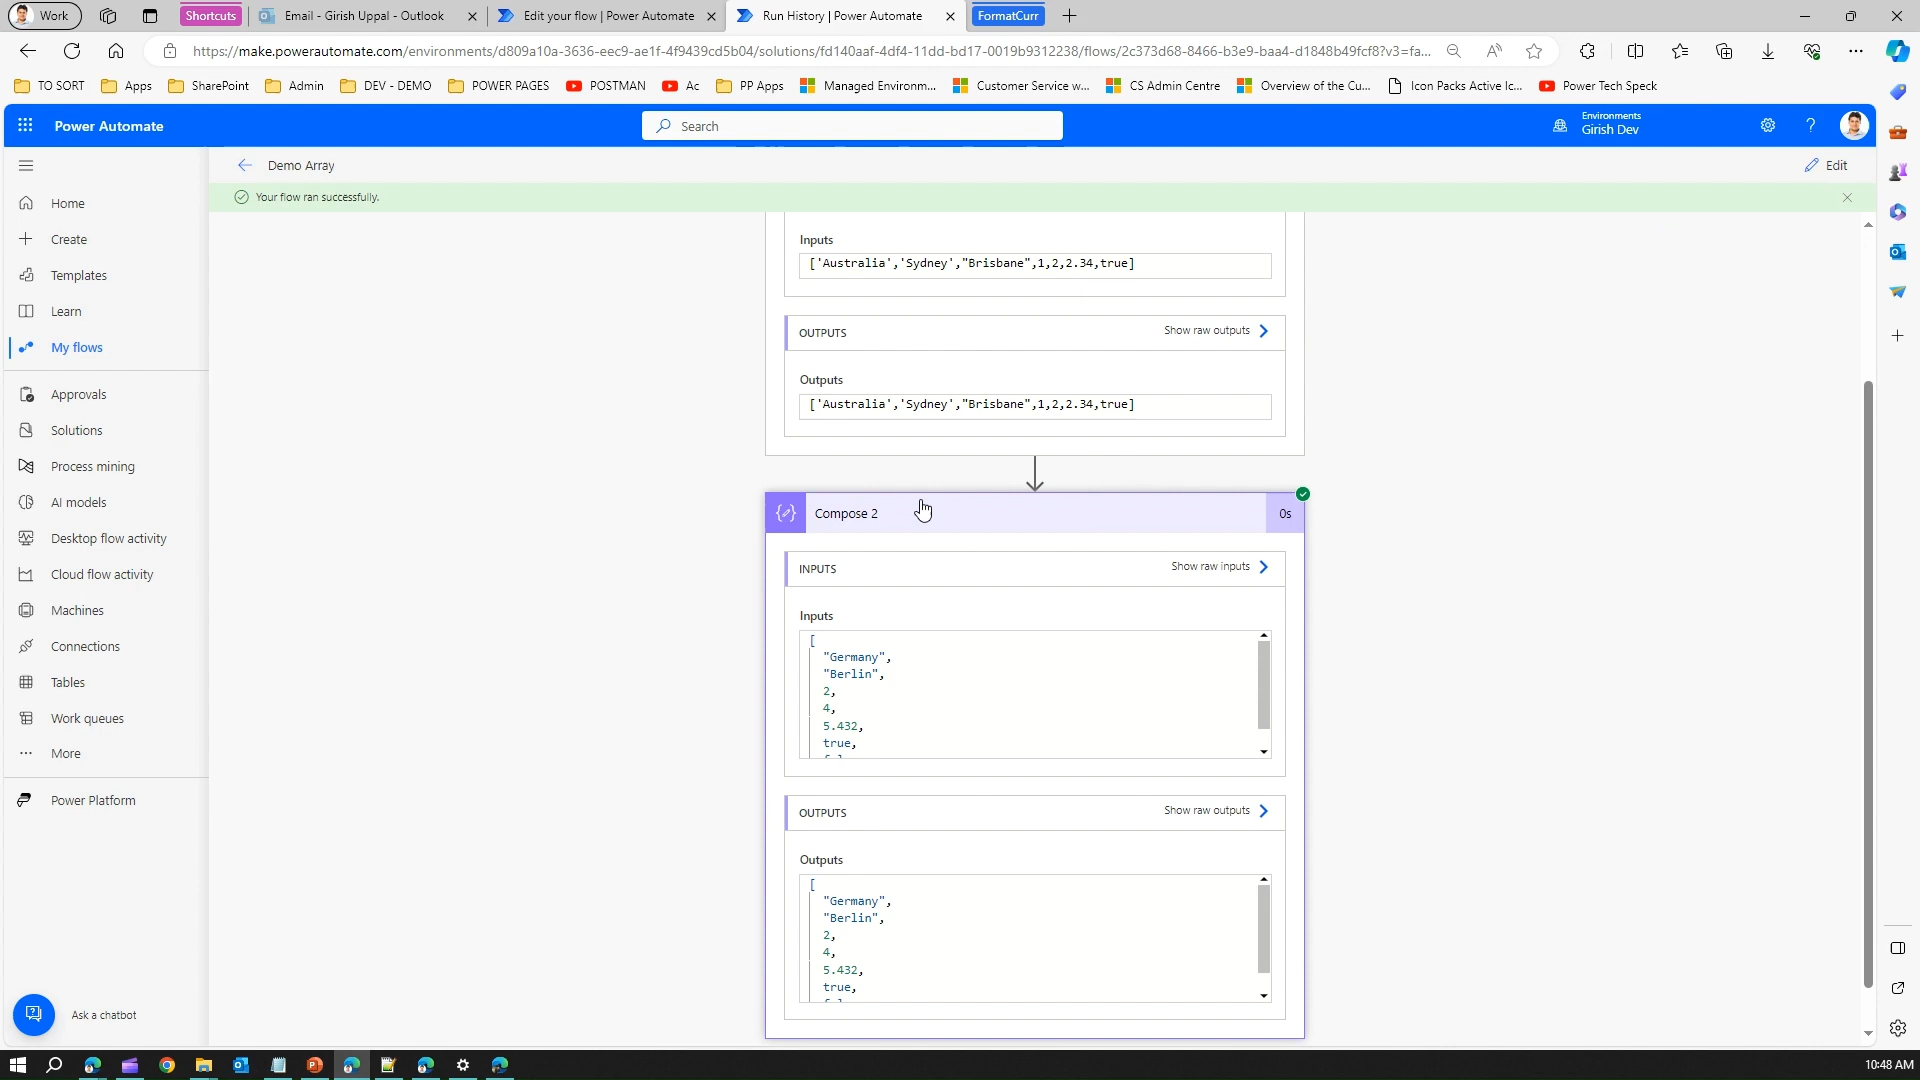 Work
Shortcuts
Email - Girish Uppal - Outlook
Edit your flow | Power Automate
Run History | Power Automate
FormatCurr
https://make.powerautomate.com/environments/d809a10a-3636-eec9-ae1f-4f9439cd5b04/solutions/fd140aaf-4df4-11dd-bd17-0019b9312238/flows/2c373d68-8466-b3e9-baa4-d1848b49fcf8?v3=fa...
TO SORT
Apps
SharePoint
Admin
DEV - DEMO
POWER PAGES
POSTMAN
Ac
PP Apps
Managed Environm...
Customer Service w...
CS Admin Centre
Overview of the Cu...
Icon Packs Active Ic...
Power Tech Speck
Power Automate
Search
Environments
Girish Dev
Demo Array
Edit
Your flow ran successfully.
Home
Create
Templates
Learn
My flows
Approvals
Solutions
Process mining
AI models
Desktop flow activity
Cloud flow activity
Machines
Connections
Tables
Work queues
More
Power Platform
Ask a chatbot
Inputs
['Australia','Sydney',"Brisbane",1,2,2.34,true]
OUTPUTS
Show raw outputs
Outputs
['Australia','Sydney',"Brisbane",1,2,2.34,true]
Compose 2
0s
INPUTS
Show raw inputs
Inputs
[
"Germany",
"Berlin",
2,
4,
5.432,
true,
OUTPUTS
Show raw outputs
Outputs
[
"Germany",
"Berlin",
2,
4,
5.432,
true,
10:48 AM